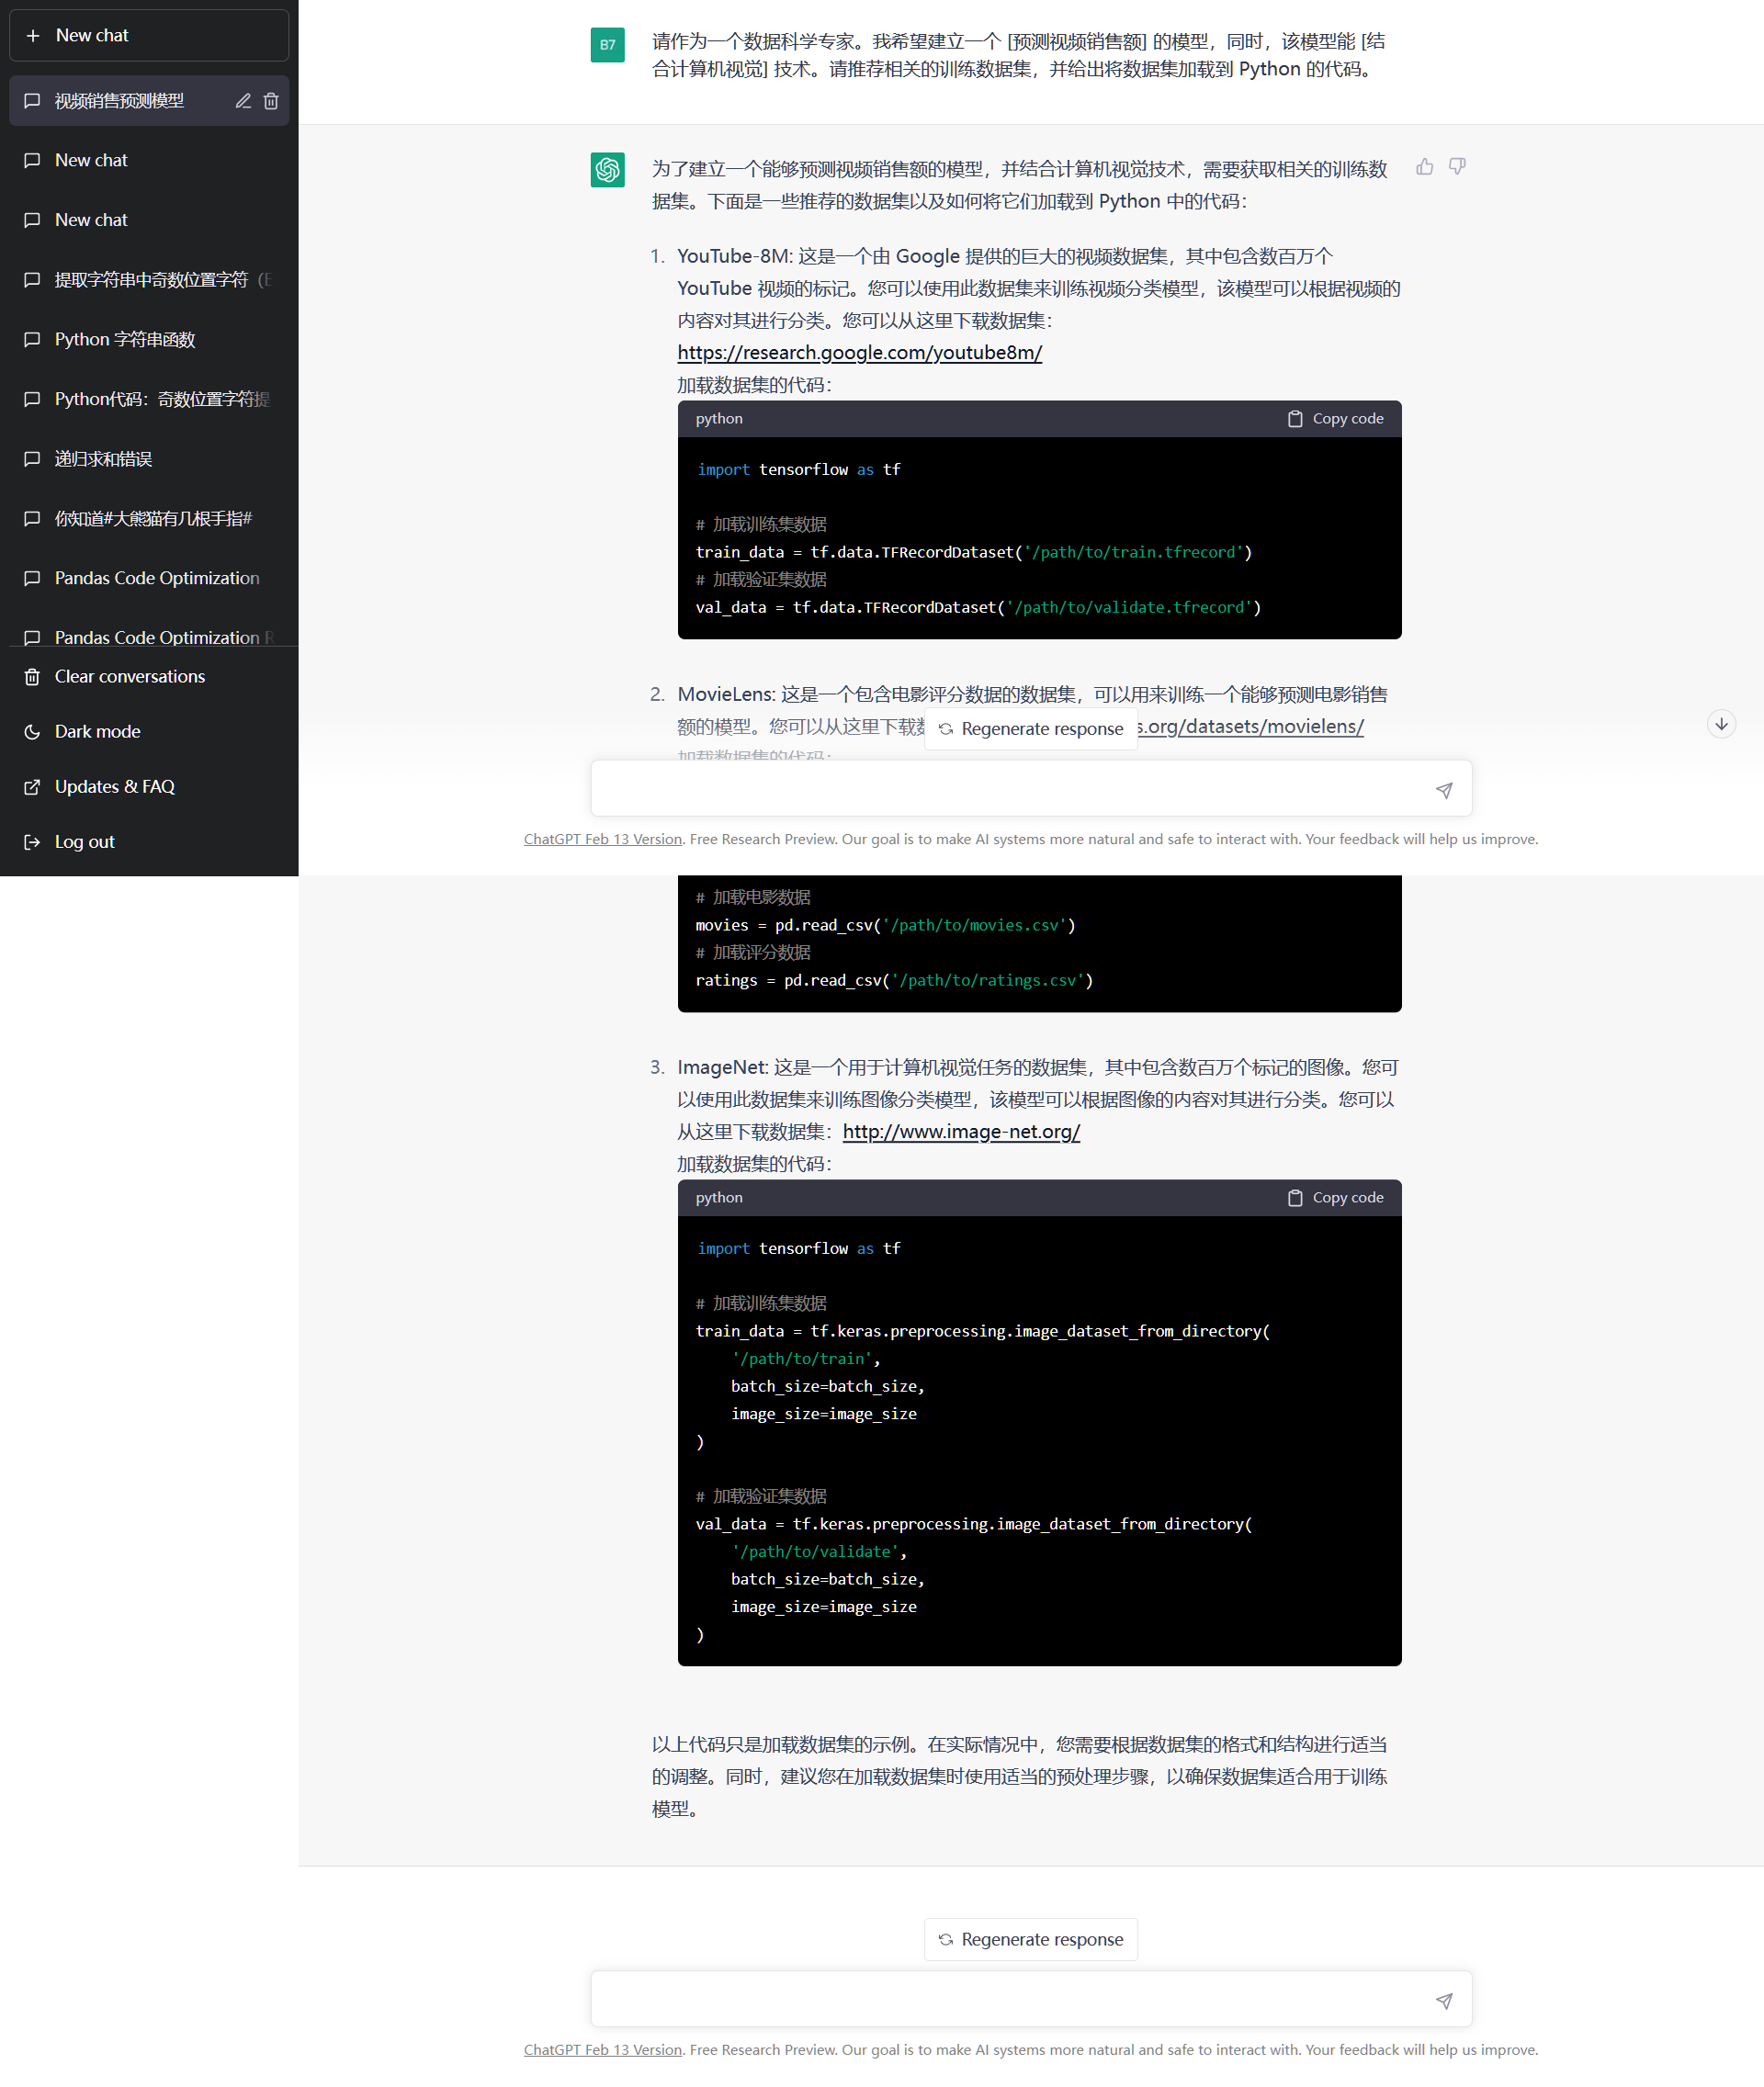 New chat
视频销售预测模型
New chat
New chat
提取字符串中奇数位置字符（
Python 字符串函数
Python代码：奇数位置字符提
递归求和错误
你知道#大熊猫有几根手指#
Pandas Code Optimization
Pandas Code Optimization R
Clear conversations
Dark mode
Updates & FAQ
Log out
B7
请作为一个数据科学专家。我希望建立一个 [预测视频销售额] 的模型，同时，该模型能 [结
合计算机视觉] 技术。请推荐相关的训练数据集，并给出将数据集加载到 Python 的代码。
为了建立一个能够预测视频销售额的模型，并结合计算机视觉技术，需要获取相关的训练数
据集。下面是一些推荐的数据集以及如何将它们加载到 Python 中的代码：
1. YouTube-8M: 这是一个由 Google 提供的巨大的视频数据集，其中包含数百万个
YouTube 视频的标记。您可以使用此数据集来训练视频分类模型，该模型可以根据视频的
内容对其进行分类。您可以从这里下载数据集：
https://research.google.com/youtube8m/
加载数据集的代码：
python Copy code
import tensorflow as tf
# 加载训练集数据
train_data = tf.data.TFRecordDataset('/path/to/train.tfrecord')
# 加载验证集数据
val_data = tf.data.TFRecordDataset('/path/to/validate.tfrecord')
2. MovieLens: 这是一个包含电影评分数据的数据集，可以用来训练一个能够预测电影销售
额的模型。您可以从这里下载数 s.org/datasets/movielens/
Regenerate response
加载数据集的代码：
ChatGPT Feb 13 Version. Free Research Preview. Our goal is to make AI systems more natural and safe to interact with. Your feedback will help us improve.
# 加载电影数据
movies = pd.read_csv('/path/to/movies.csv')
# 加载评分数据
ratings = pd.read_csv('/path/to/ratings.csv')
3. ImageNet: 这是一个用于计算机视觉任务的数据集，其中包含数百万个标记的图像。您可
以使用此数据集来训练图像分类模型，该模型可以根据图像的内容对其进行分类。您可以
从这里下载数据集：http://www.image-net.org/
加载数据集的代码：
python Copy code
import tensorflow as tf
# 加载训练集数据
train_data = tf.keras.preprocessing.image_dataset_from_directory(
'/path/to/train',
batch_size=batch_size,
image_size=image_size
)
# 加载验证集数据
val_data = tf.keras.preprocessing.image_dataset_from_directory(
'/path/to/validate',
batch_size=batch_size,
image_size=image_size
)
以上代码只是加载数据集的示例。在实际情况中，您需要根据数据集的格式和结构进行适当
的调整。同时，建议您在加载数据集时使用适当的预处理步骤，以确保数据集适合用于训练
模型。
Regenerate response
ChatGPT Feb 13 Version. Free Research Preview. Our goal is to make AI systems more natural and safe to interact with. Your feedback will help us improve.